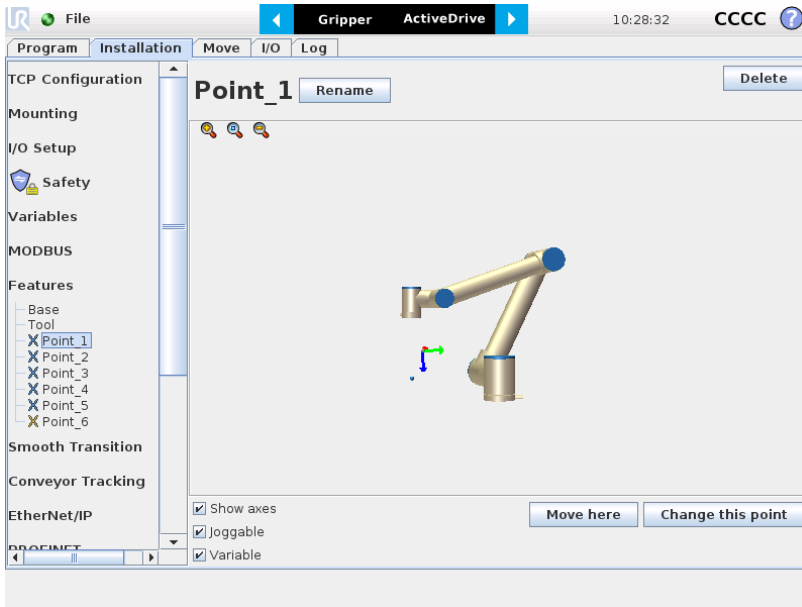 UR File Gripper ActiveDrive 10:28:32 CCCC ?
Program Installation Move I/O Log
TCP Configuration
Mounting
I/O Setup
Safety
Variables
MODBUS
Features
Base
Tool
Point_1
Point_2
Point_3
Point_4
Point_5
Point_6
Smooth Transition
Conveyor Tracking
EtherNet/IP
PROFINET
Point_1 Rename Delete
Show axes
Joggable
Variable
Move here Change this point